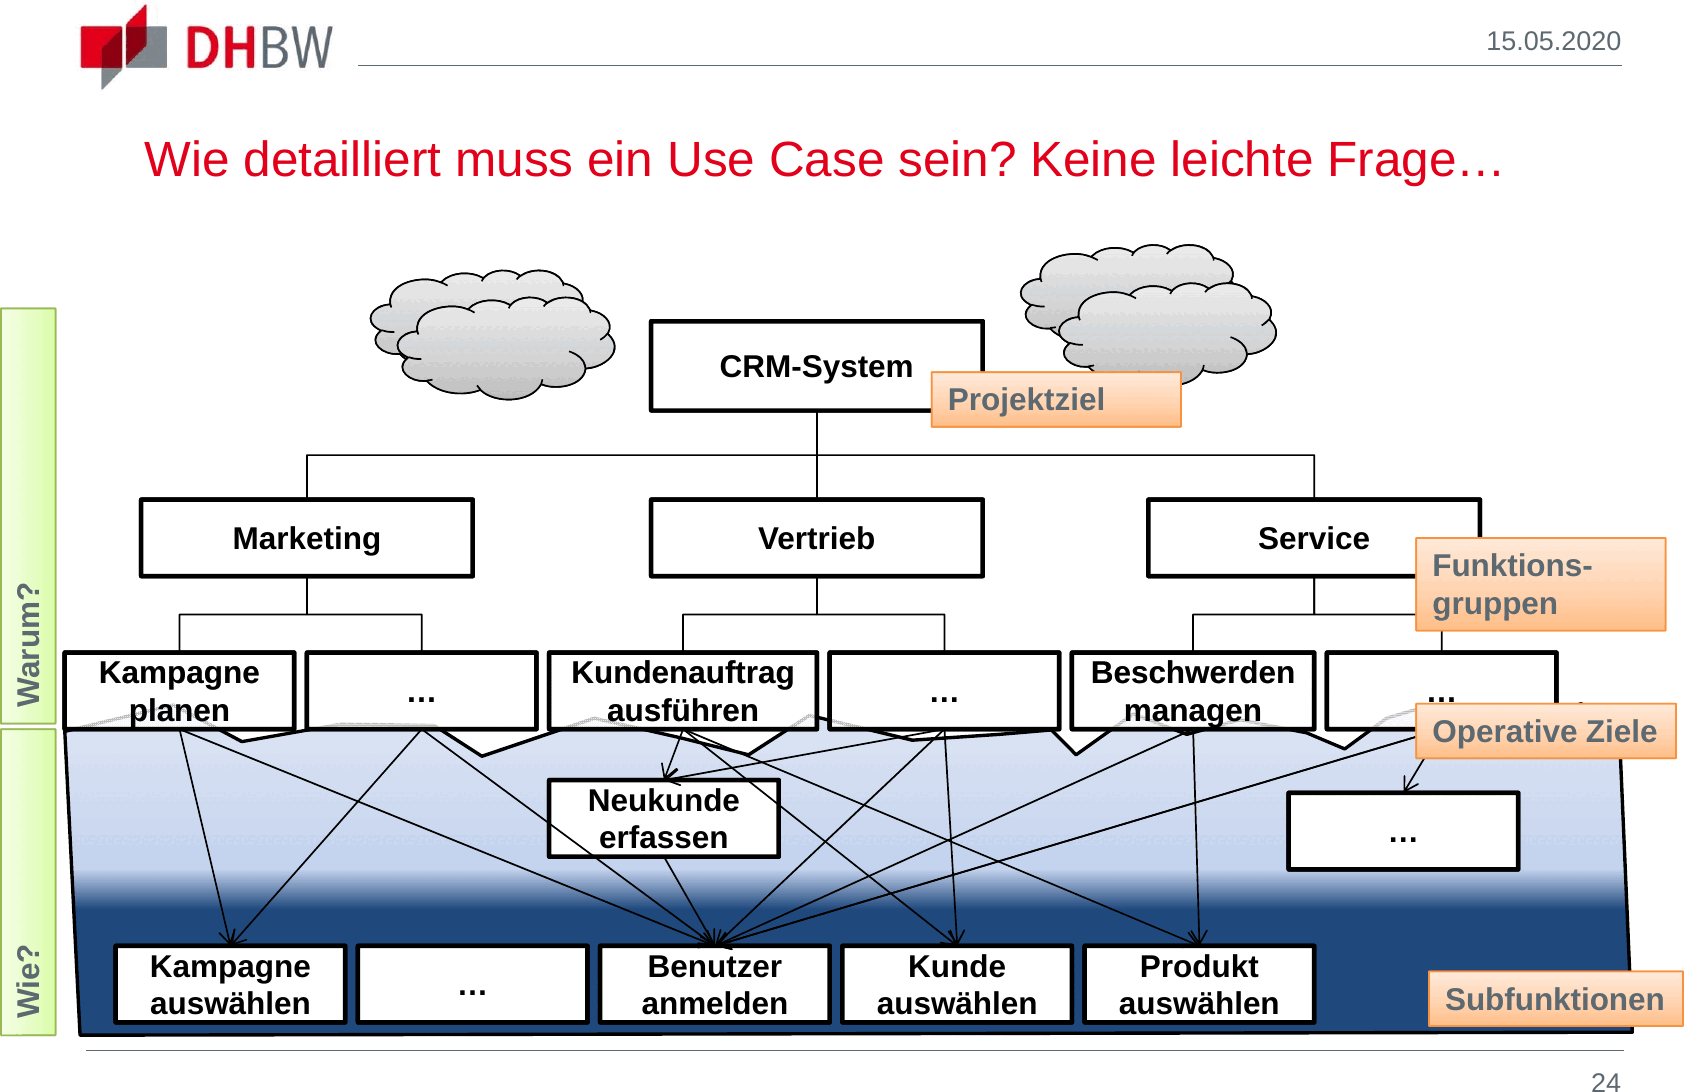 DHBW
15.05.2020
Wie detailliert muss ein Use Case sein? Keine leichte Frage…
CRM-System
Projektziel
Marketing
Vertrieb
Service
Funktions-
gruppen
Warum?
Kampagne
planen
…
Kundenauftrag
ausführen
…
Beschwerden
managen
…
Operative Ziele
Neukunde
erfassen
…
Wie?
Kampagne
auswählen
…
Benutzer
anmelden
Kunde
auswählen
Produkt
auswählen
Subfunktionen
24